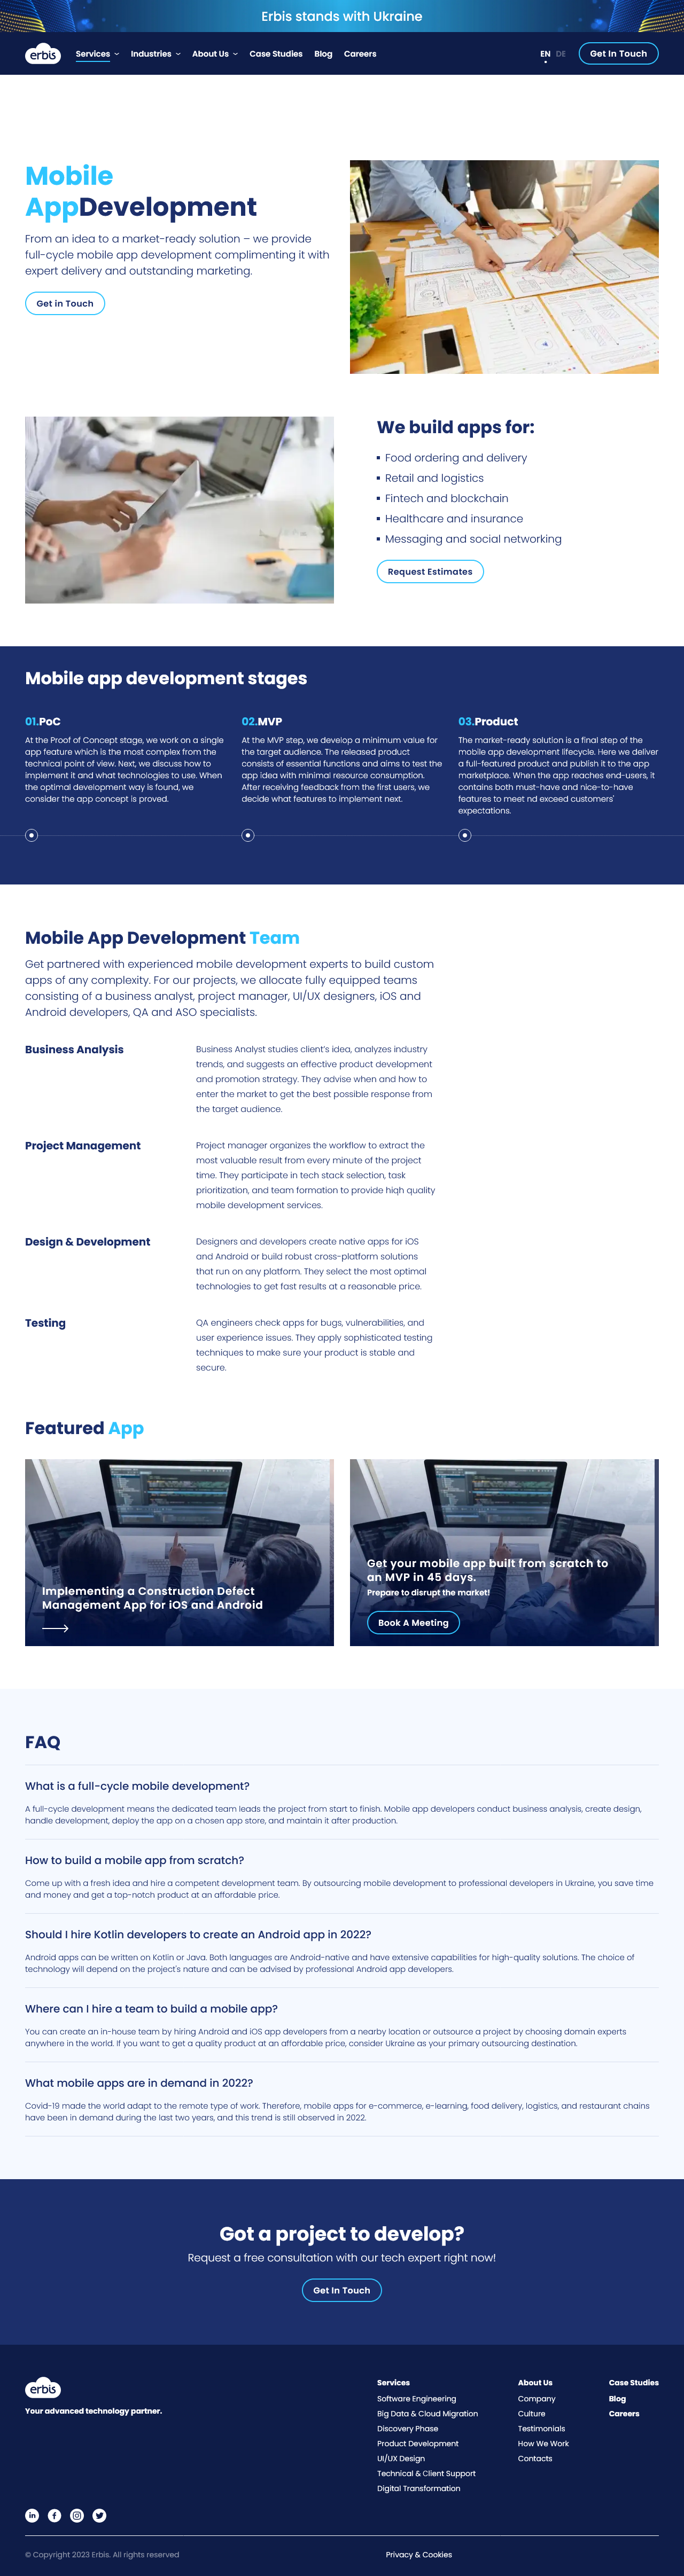 Erbis stands with Ukraine
erbis
Services
Industries
About Us
Case Studies
Blog
Careers
EN DE
Get In Touch
Mobile
AppDevelopment
From an idea to a market-ready solution – we provide
full-cycle mobile app development complimenting it with
expert delivery and outstanding marketing.
Get in Touch
We build apps for:
Food ordering and delivery
Retail and logistics
Fintech and blockchain
Healthcare and insurance
Messaging and social networking
Request Estimates
Mobile app development stages
01.PoC
At the Proof of Concept stage, we work on a single
app feature which is the most complex from the
technical point of view. Next, we discuss how to
implement it and what technologies to use. When
the optimal development way is found, we
consider the app concept is proved.
02.MVP
At the MVP step, we develop a minimum value for
the target audience. The released product
consists of essential functions and aims to test the
app idea with minimal resource consumption.
After receiving feedback from the first users, we
decide what features to implement next.
03.Product
The market-ready solution is a final step of the
mobile app development lifecycle. Here we deliver
a full-featured product and publish it to the app
marketplace. When the app reaches end-users, it
contains both must-have and nice-to-have
features to meet nd exceed customers'
expectations.
Mobile App Development Team
Get partnered with experienced mobile development experts to build custom
apps of any complexity. For our projects, we allocate fully equipped teams
consisting of a business analyst, project manager, UI/UX designers, iOS and
Android developers, QA and ASO specialists.
Business Analysis
Business Analyst studies client's idea, analyzes industry
trends, and suggests an effective product development
and promotion strategy. They advise when and how to
enter the market to get the best possible response from
the target audience.
Project Management
Project manager organizes the workflow to extract the
most valuable result from every minute of the project
time. They participate in tech stack selection, task
prioritization, and team formation to provide hiqh quality
mobile development services.
Design & Development
Designers and developers create native apps for iOS
and Android or build robust cross-platform solutions
that run on any platform. They select the most optimal
technologies to get fast results at a reasonable price.
Testing
QA engineers check apps for bugs, vulnerabilities, and
user experience issues. They apply sophisticated testing
techniques to make sure your product is stable and
secure.
Featured App
Implementing a Construction Defect
Management App for iOS and Android
Get your mobile app built from scratch to
an MVP in 45 days.
Prepare to disrupt the market!
Book A Meeting
FAQ
What is a full-cycle mobile development?
A full-cycle development means the dedicated team leads the project from start to finish. Mobile app developers conduct business analysis, create design,
handle development, deploy the app on a chosen app store, and maintain it after production.
How to build a mobile app from scratch?
Come up with a fresh idea and hire a competent development team. By outsourcing mobile development to professional developers in Ukraine, you save time
and money and get a top-notch product at an affordable price.
Should I hire Kotlin developers to create an Android app in 2022?
Android apps can be written on Kotlin or Java. Both languages are Android-native and have extensive capabilities for high-quality solutions. The choice of
technology will depend on the project's nature and can be advised by professional Android app developers.
Where can I hire a team to build a mobile app?
You can create an in-house team by hiring Android and iOS app developers from a nearby location or outsource a project by choosing domain experts
anywhere in the world. If you want to get a quality product at an affordable price, consider Ukraine as your primary outsourcing destination.
What mobile apps are in demand in 2022?
Covid-19 made the world adapt to the remote type of work. Therefore, mobile apps for e-commerce, e-learning, food delivery, logistics, and restaurant chains
have been in demand during the last two years, and this trend is still observed in 2022.
Got a project to develop?
Request a free consultation with our tech expert right now!
Get In Touch
erbis
Your advanced technology partner.
Services
Software Engineering
Big Data & Cloud Migration
Discovery Phase
Product Development
UI/UX Design
Technical & Client Support
Digital Transformation
About Us
Company
Culture
Testimonials
How We Work
Contacts
Case Studies
Blog
Careers
© Copyright 2023 Erbis. All rights reserved
Privacy & Cookies